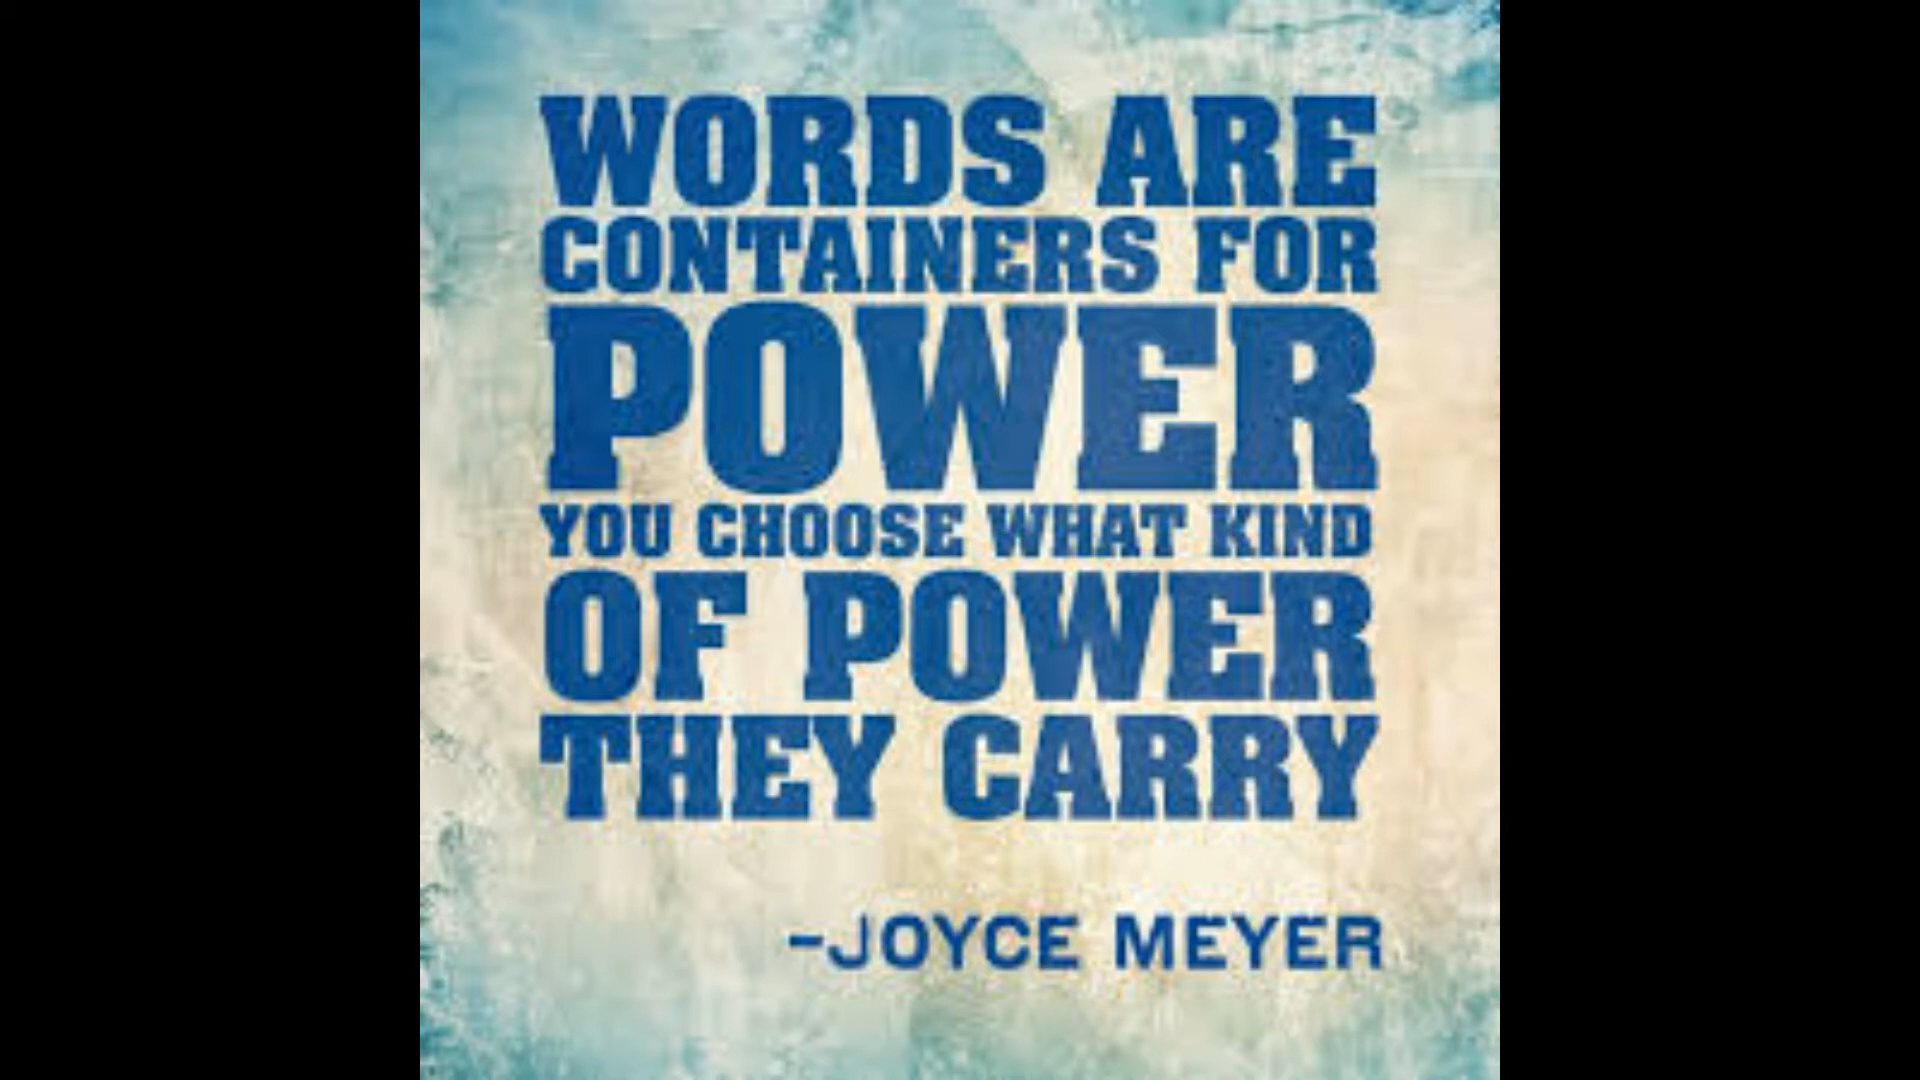 WORDS ARE
CONTAINERS FOR
POWER
YOU CHOOSE WHAT KIND
OF POWER
THEY CARRY
-JOYCE MEYER